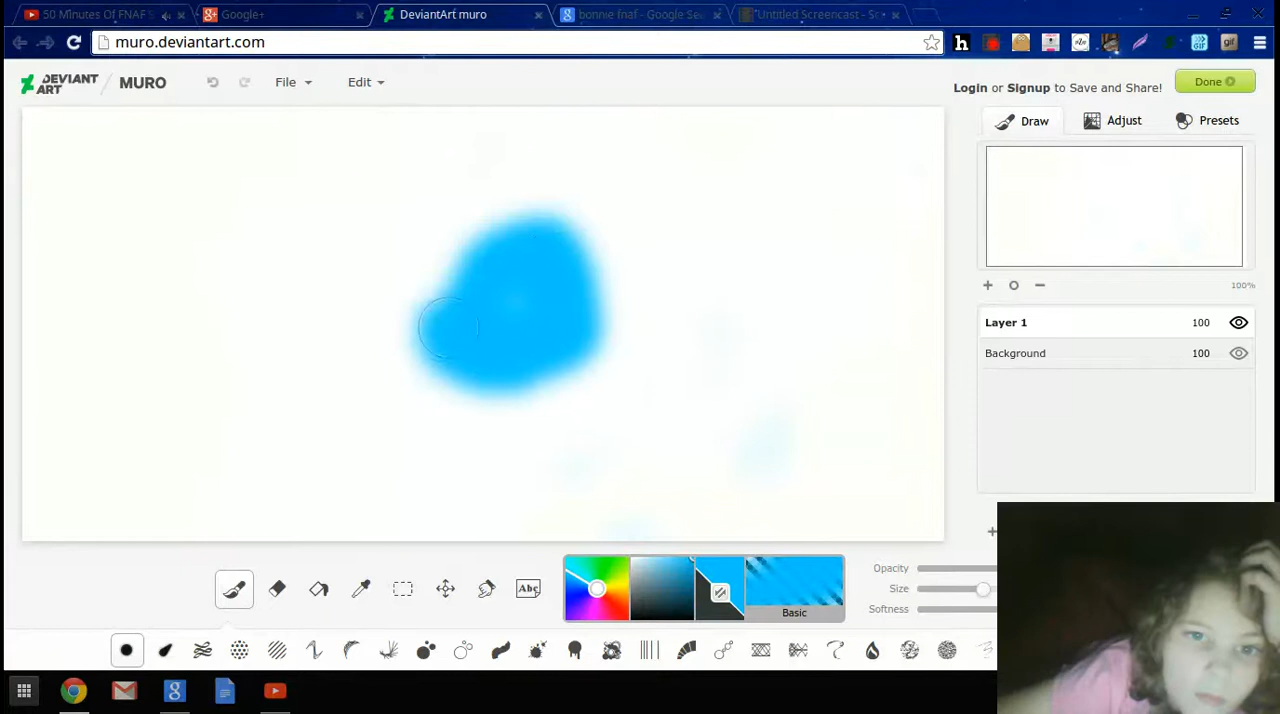 50 Minutes Of FNAF S
Google+
DeviantArt muro
bonnie fnaf - Google Sea
"Untitled Screencast - Sc
muro.deviantart.com
DEVIANT ART / MURO
File
Edit
Login or Signup to Save and Share!
Done
Draw
Adjust
Presets
100%
Layer 1 100
Background 100
Abc
Basic
Opacity
Size
Softness